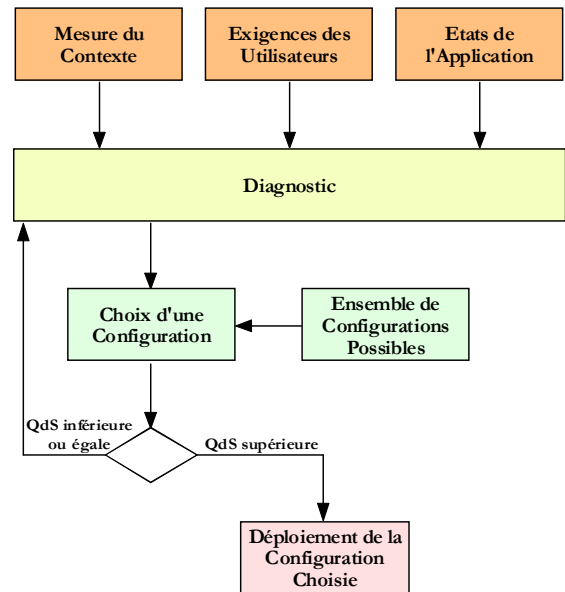 Mesure du
Contexte
Exigences des
Utilisateurs
Etats de
l'Application
Diagnostic
Choix d'une
Configuration
Ensemble de
Configurations
Possibles
QdS inférieure
ou égale
QdS supérieure
Déploiement de la
Configuration
Choisie